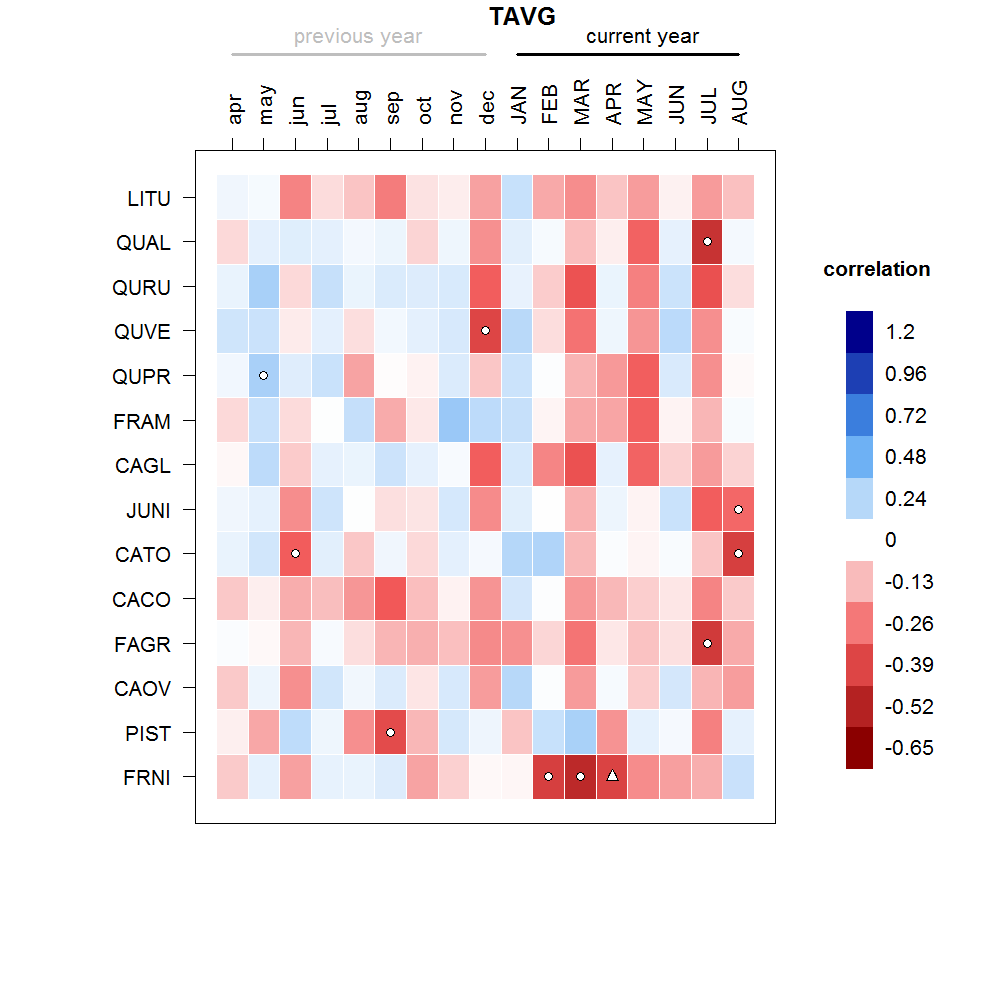 TAVG
previous year current year
apr may jun jul aug sep oct nov dec JAN FEB MAR APR MAY JUN JUL AUG
LITU
QUAL
QURU
QUVE
QUPR
FRAM
CAGL
JUNI
CATO
CACO
FAGR
CAOV
PIST
FRNI
correlation
1.2
0.96
0.72
0.48
0.24
0
-0.13
-0.26
-0.39
-0.52
-0.65